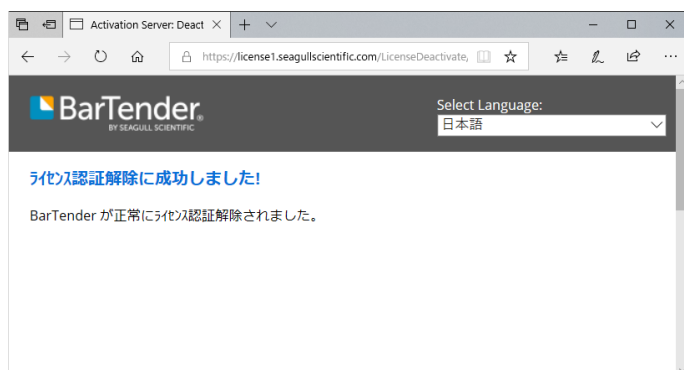 Activation Server: Deact
https://license1.seagullscientific.com/LicenseDeactivate,
BarTender®
BY SEAGULL SCIENTIFIC
Select Language:
日本語
ﾗｲｾﾝｽ認証解除に成功しました!
BarTender が正常にﾗｲｾﾝｽ認証解除されました。